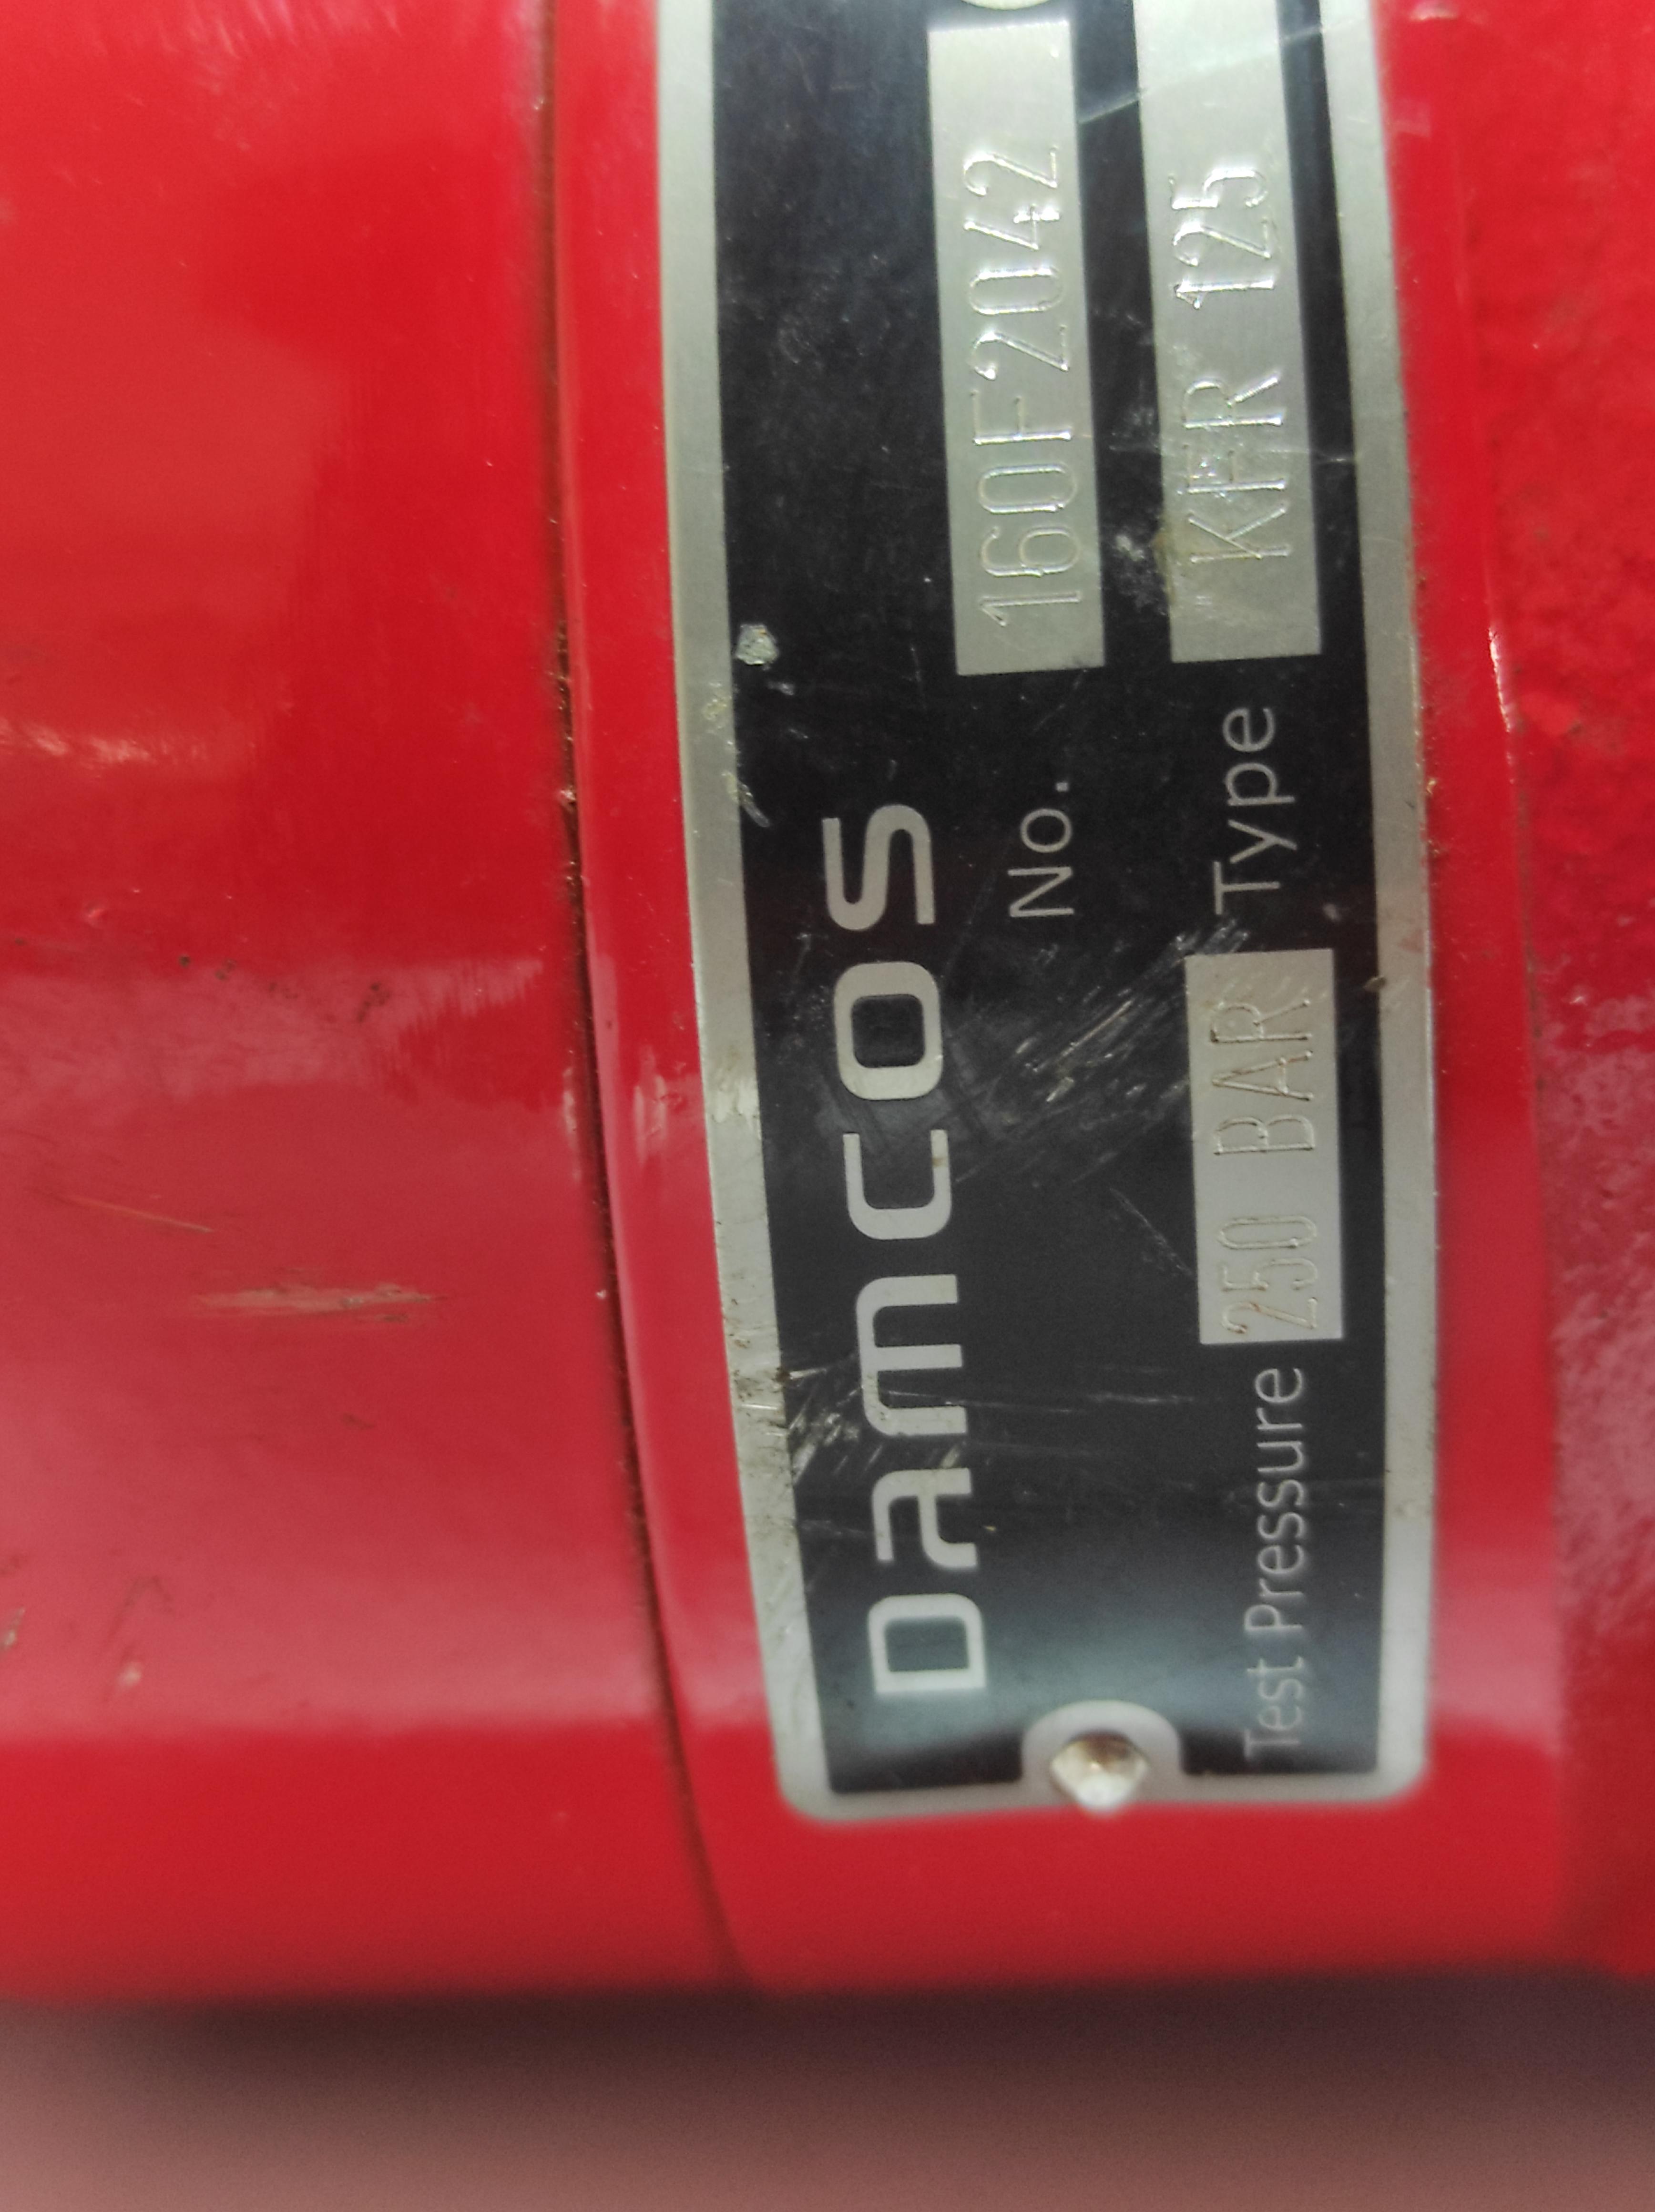 Damcos
No. 160F2042
Test Pressure 250 BAR Type KFR 125